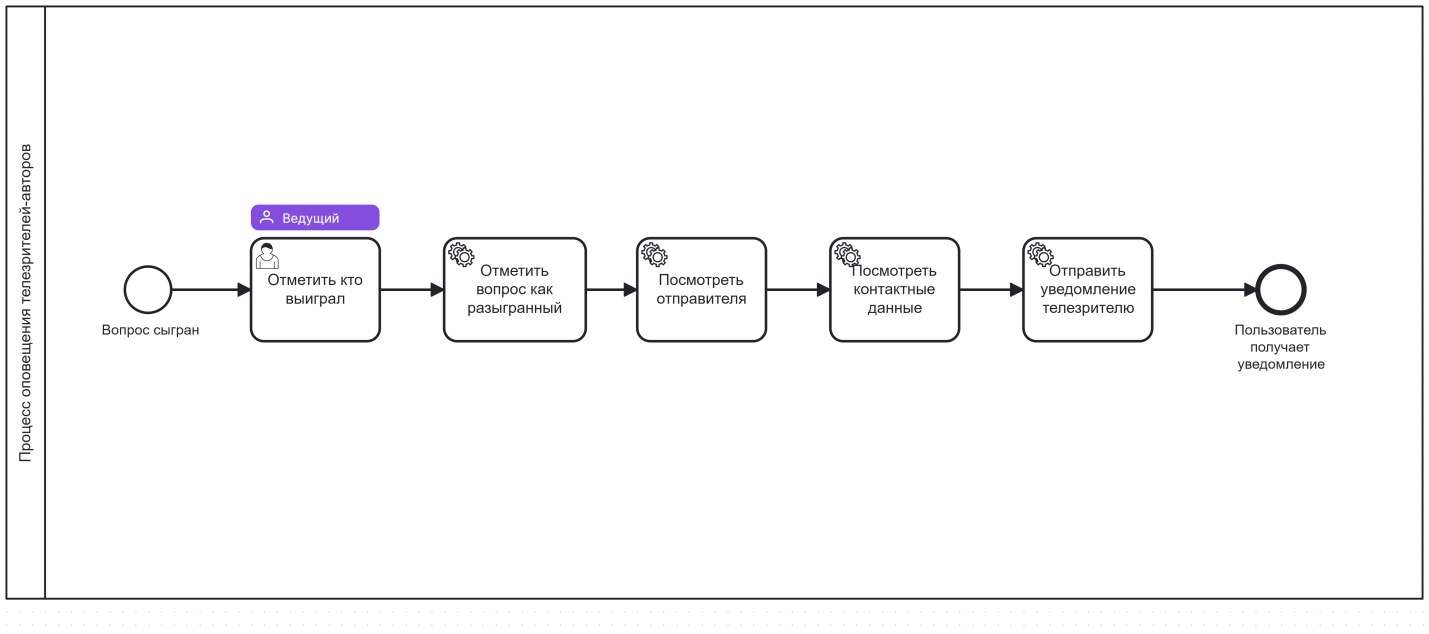 Процесс оповещения телезрителей-авторов
Вопрос сыгран
Ведущий
Отметить кто
выиграл
Отметить
вопрос как
разыгранный
Посмотреть
отправителя
Посмотреть
контактные
данные
Отправить
уведомление
телезрителю
Пользователь
получает
уведомление